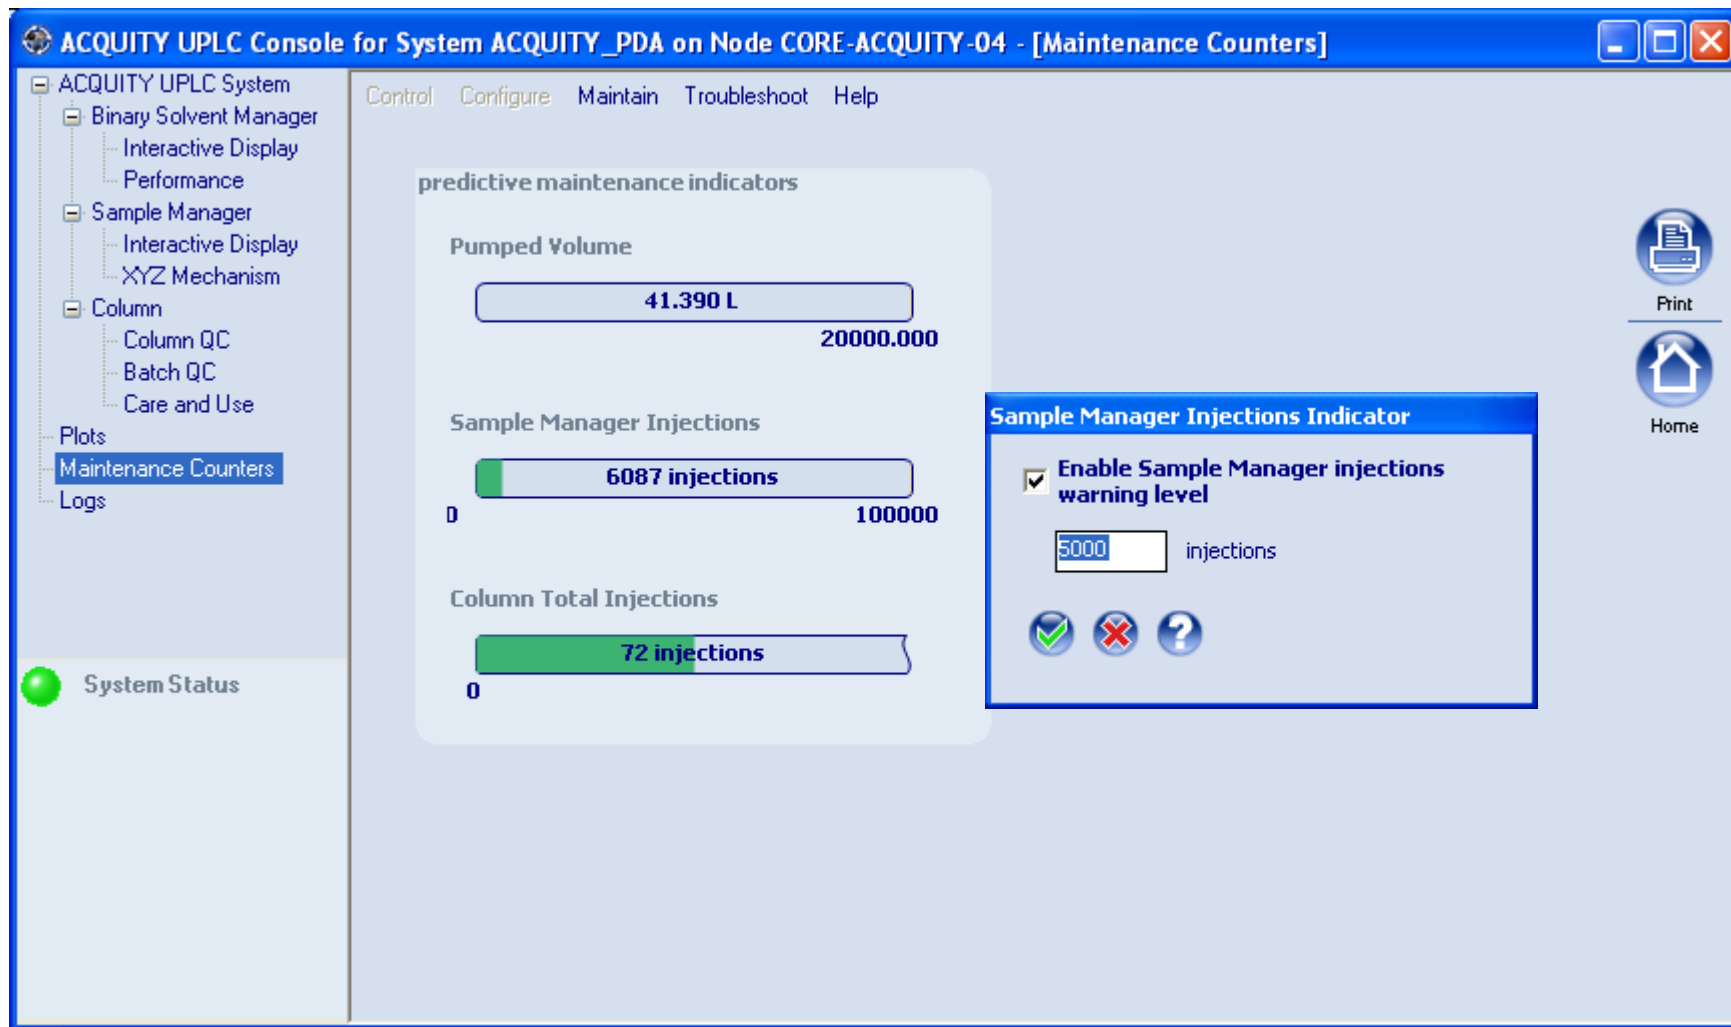 ACQUITY UPLC Console for System ACQUITY_PDA on Node CORE-ACQUITY-04 - [Maintenance Counters]
ACQUITY UPLC System
Binary Solvent Manager
Interactive Display
Performance
Sample Manager
Interactive Display
XYZ Mechanism
Column
Column QC
Batch QC
Care and Use
Plots
Maintenance Counters
Logs
System Status
Control Configure Maintain Troubleshoot Help
predictive maintenance indicators
Pumped Volume
41.390 L
20000.000
Sample Manager Injections
6087 injections
0 100000
Column Total Injections
72 injections
0
Sample Manager Injections Indicator
Enable Sample Manager injections
warning level
5000 injections
?
Print
Home